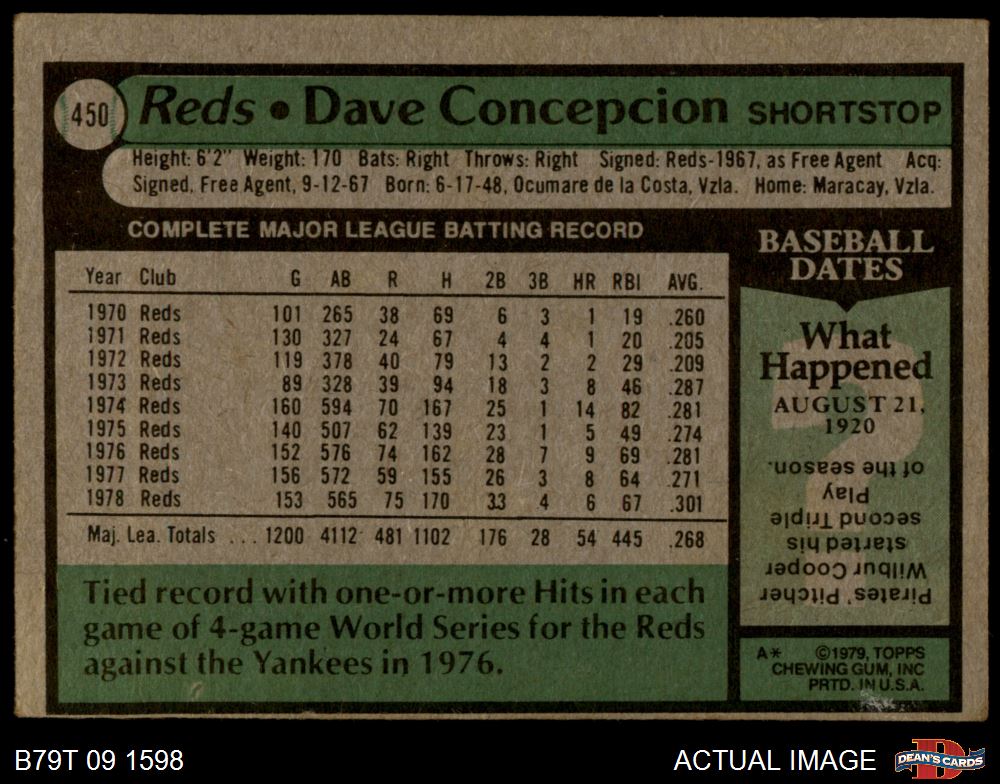 450 Reds • Dave Concepcion SHORTSTOP
Height: 6'2" Weight: 170 Bats: Right Throws: Right Signed: Reds-1967, as Free Agent Acq:
Signed, Free Agent, 9-12-67 Born: 6-17-48, Ocumare de la Costa, Vzla. Home: Maracay, Vzla.
COMPLETE MAJOR LEAGUE BATTING RECORD
Year Club G AB R H 2B 3B HR RBI AVG.
1970 Reds 101 265 38 69 6 3 1 19 .260
1971 Reds 130 327 24 67 4 4 1 20 .205
1972 Reds 119 378 40 79 13 2 2 29 .209
1973 Reds 89 328 39 94 18 3 8 46 .287
1974 Reds 160 594 70 167 25 1 14 82 .281
1975 Reds 140 507 62 139 23 1 5 49 .274
1976 Reds 152 576 74 162 28 7 9 69 .281
1977 Reds 156 572 59 155 26 3 8 64 .271
1978 Reds 153 565 75 170 33 4 6 67 .301
Maj. Lea. Totals ... 1200 4112 481 1102 176 28 54 445 .268
Tied record with one-or-more Hits in each
game of 4-game World Series for the Reds
against the Yankees in 1976.
BASEBALL
DATES
What
Happened
AUGUST 21,
1920
Pirates' Pitcher
Wilbur Cooper
started his
second Triple
Play
of the season.
A* ©1979, TOPPS
CHEWING GUM, INC
PRTD. IN U.S.A.
B79T 09 1598
ACTUAL IMAGE
D
DEAN'S CARDS